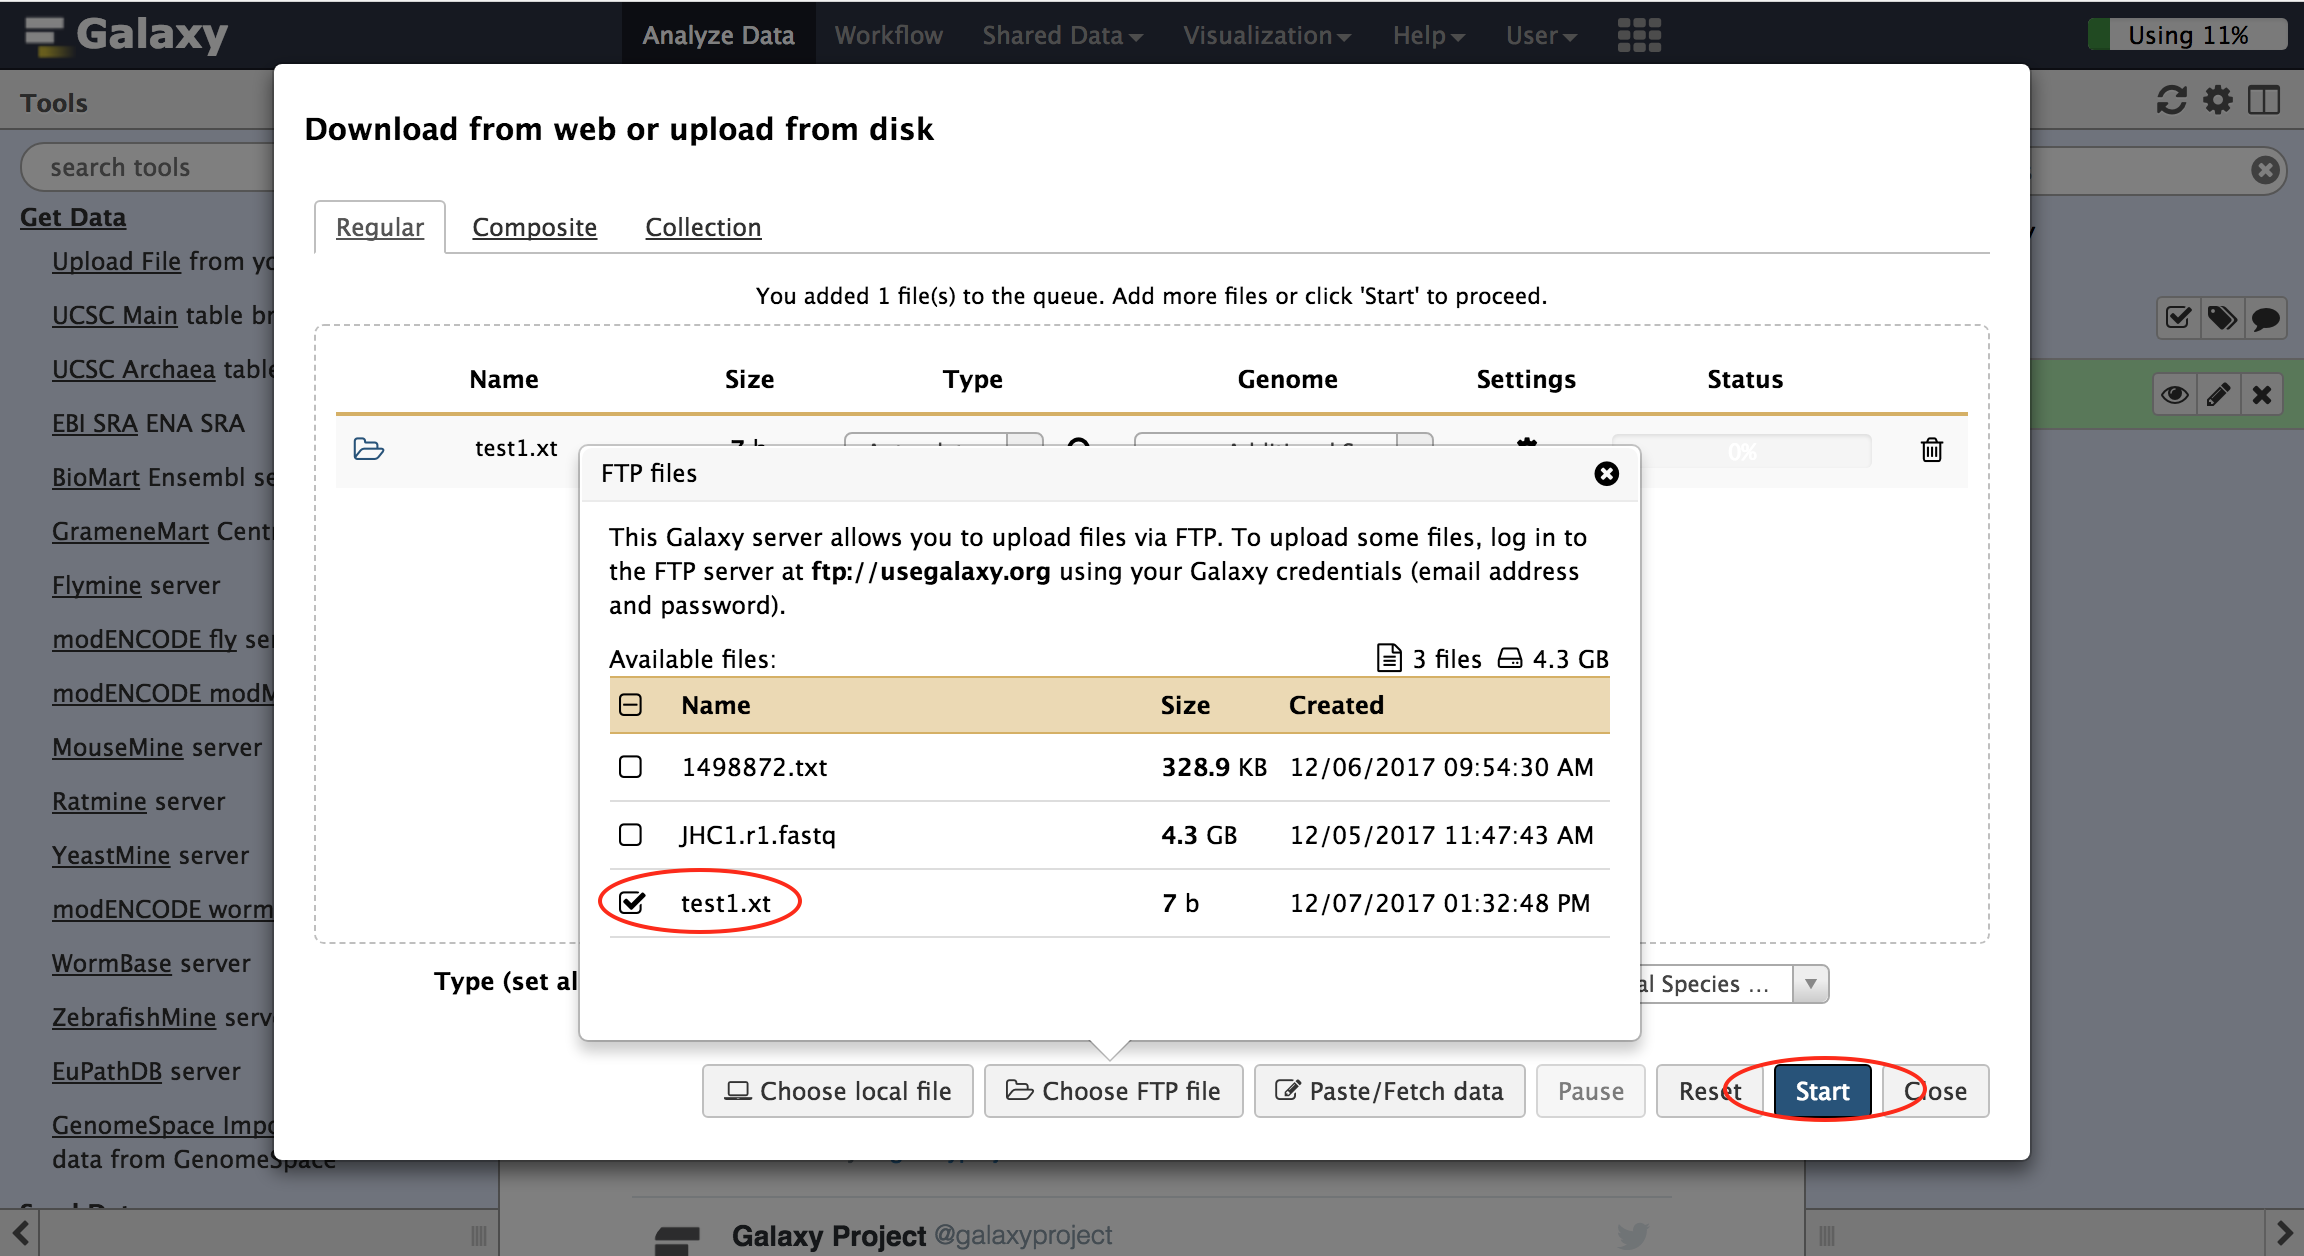 Galaxy
Analyze Data
Workflow
Shared Data
Visualization
Help
User
Using 11%
Tools
search tools
Get Data
Upload File from yo
UCSC Main table br
UCSC Archaea table
EBI SRA ENA SRA
BioMart Ensembl se
GrameneMart Cent
Flymine server
modENCODE fly se
modENCODE mod
MouseMine server
Ratmine server
YeastMine server
modENCODE worm
WormBase server
ZebrafishMine serv
EuPathDB server
GenomeSpace Impo
data from GenomeSpace
Download from web or upload from disk
Regular
Composite
Collection
You added 1 file(s) to the queue. Add more files or click 'Start' to proceed.
Name Size Type Genome Settings Status
test1.xt 0%
FTP files
This Galaxy server allows you to upload files via FTP. To upload some files, log in to
the FTP server at ftp://usegalaxy.org using your Galaxy credentials (email address
and password).
Available files: 3 files 4.3 GB
Name Size Created
1498872.txt 328.9 KB 12/06/2017 09:54:30 AM
JHC1.r1.fastq 4.3 GB 12/05/2017 11:47:43 AM
test1.xt 7 b 12/07/2017 01:32:48 PM
Type (set al
al Species ...
Choose local file
Choose FTP file
Paste/Fetch data
Pause
Reset
Start
Close
Galaxy Project @galaxyproject